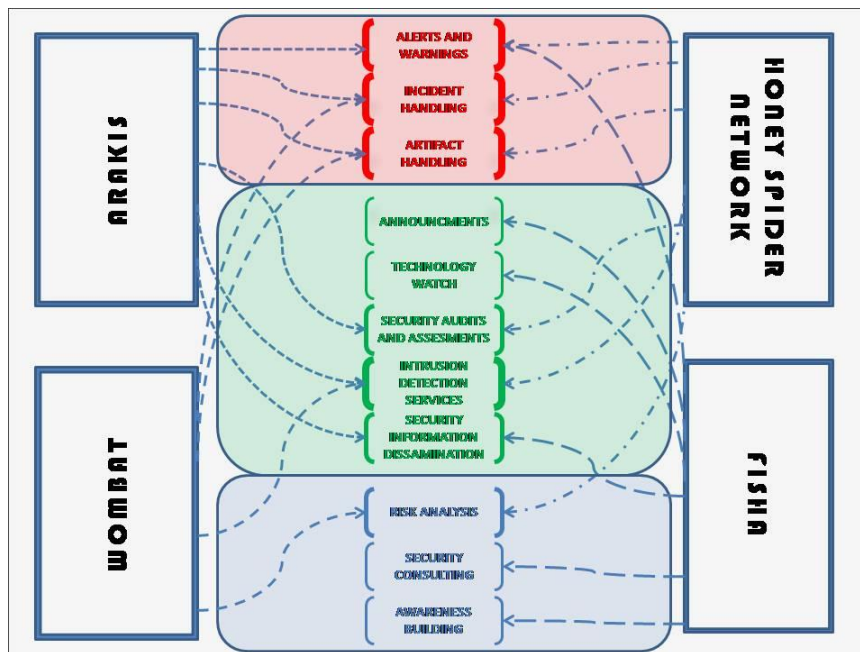 ARAKIS
WOMBAT
ALERTS AND
WARNINGS
INCIDENT
HANDLING
ARTIFACT
HANDLING
ANNOUNCMENTS
TECHNOLOGY
WATCH
SECURITY AUDITS
AND ASSESMENTS
INTRUSION
DETECTION
SERVICES
SECURITY
INFORMATION
DISSAMINATION
RISK ANALYSIS
SECURITY
CONSULTING
AWARENESS
BUILDING
HONEY SPIDER
NETWORK
FISHA